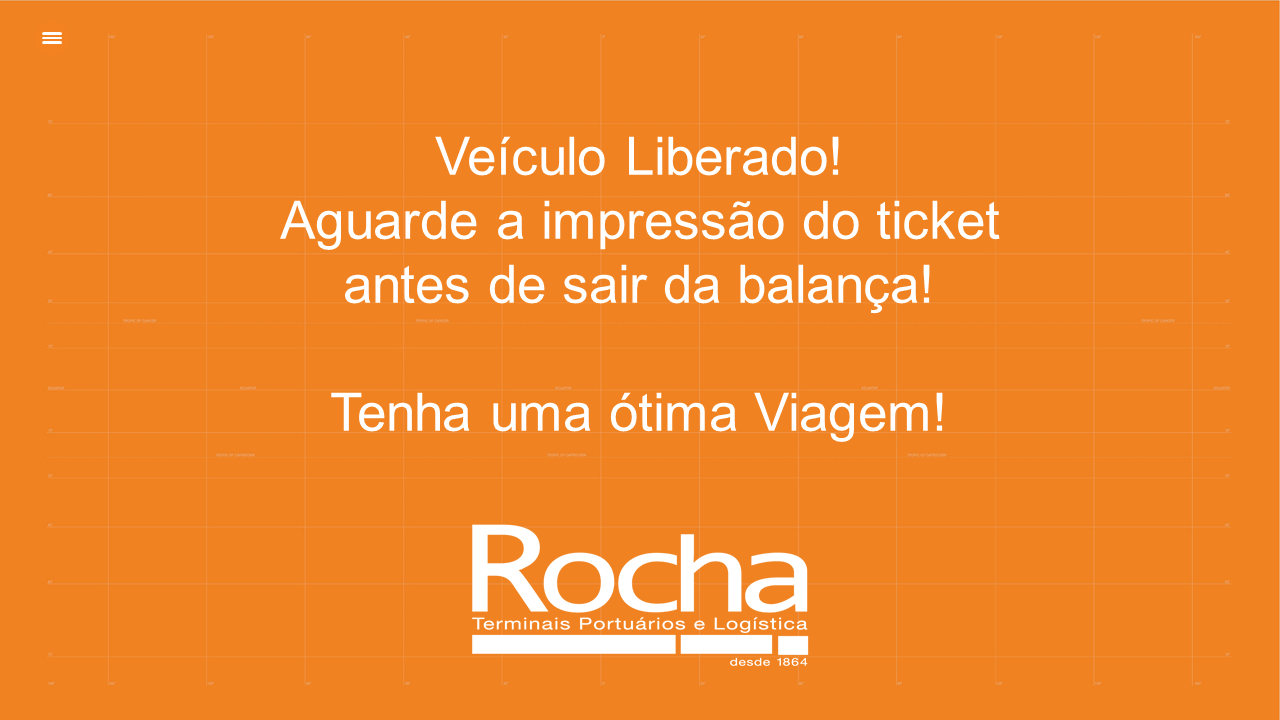 Veículo Liberado!
Aguarde a impressão do ticket
antes de sair da balança!
Tenha uma ótima Viagem!
Rocha
Terminais Portuários e Logística
desde 1864